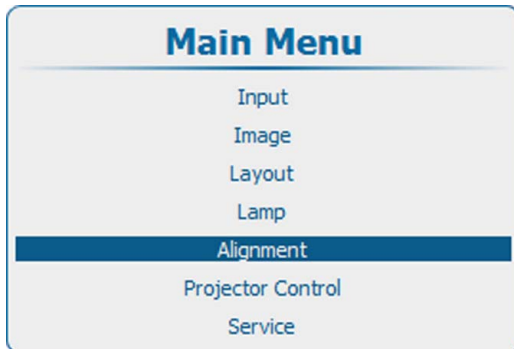 Main Menu
Input
Image
Layout
Lamp
Alignment
Projector Control
Service